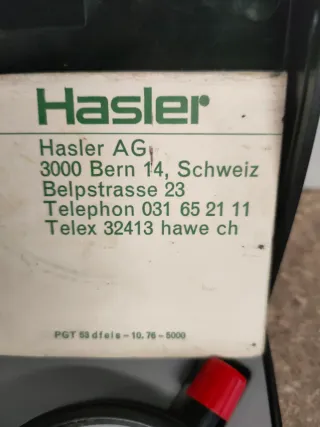 Hasler
Hasler AG,
3000 Bern 14, Schweiz
Belpstrasse 23
Telephon 031 65 21 11
Telex 32413 hawe ch
PGT 53 dfeis - 10.76 - 5000